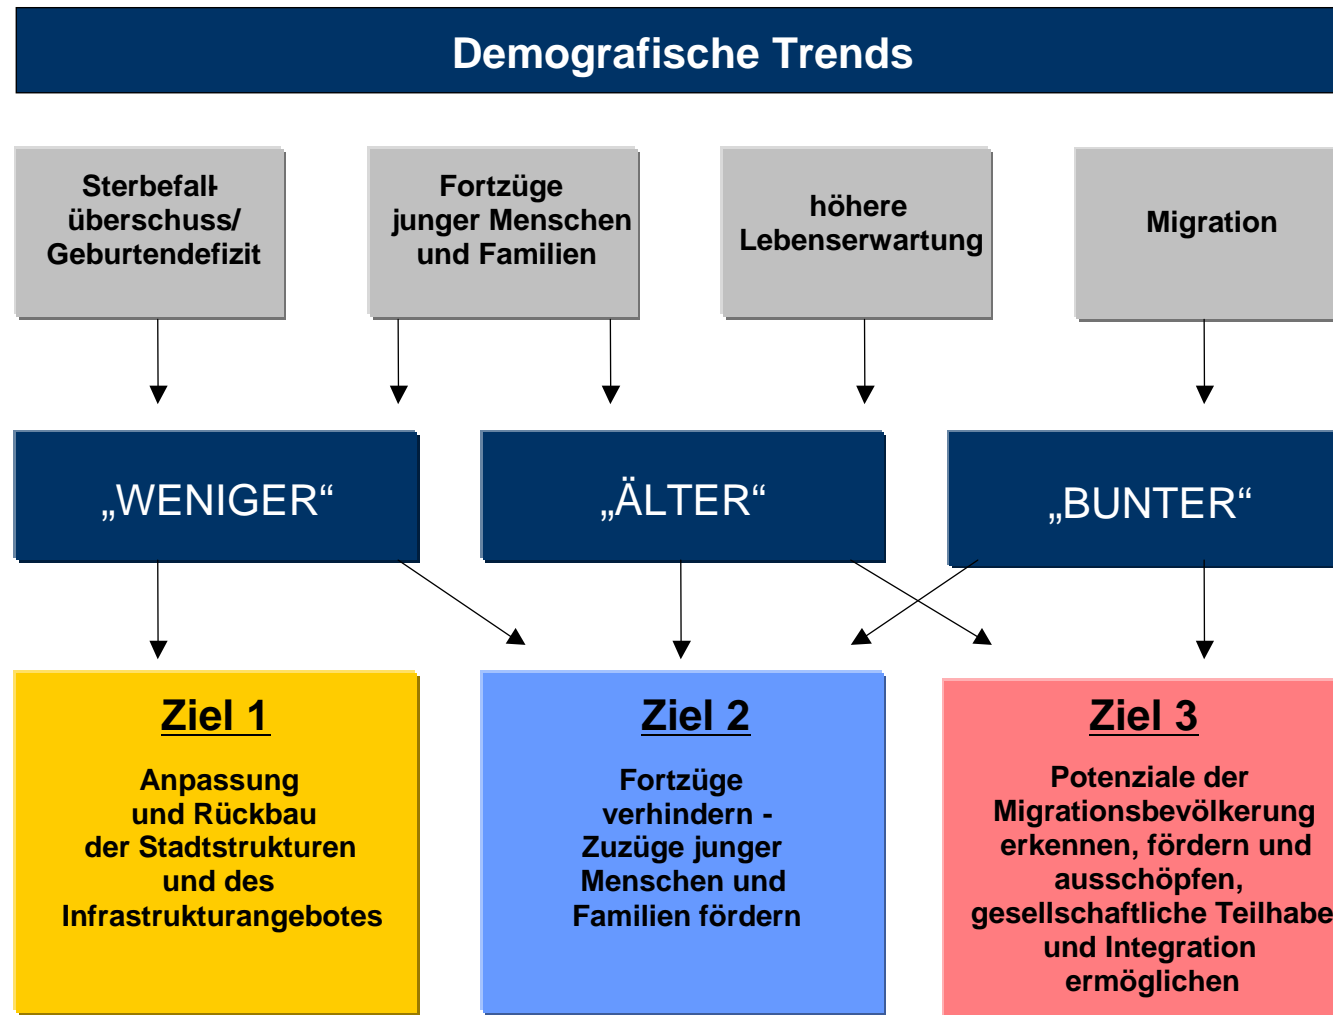 Demografische Trends
Sterbefall-
überschuss/
Geburtendefizit
Fortzüge
junger Menschen
und Familien
höhere
Lebenserwartung
Migration
„WENIGER“
„ÄLTER“
„BUNTER“
Ziel 1
Anpassung
und Rückbau
der Stadtstrukturen
und des
Infrastrukturangebotes
Ziel 2
Fortzüge
verhindern -
Zuzüge junger
Menschen und
Familien fördern
Ziel 3
Potenziale der
Migrationsbevölkerung
erkennen, fördern und
ausschöpfen,
gesellschaftliche Teilhabe
und Integration
ermöglichen